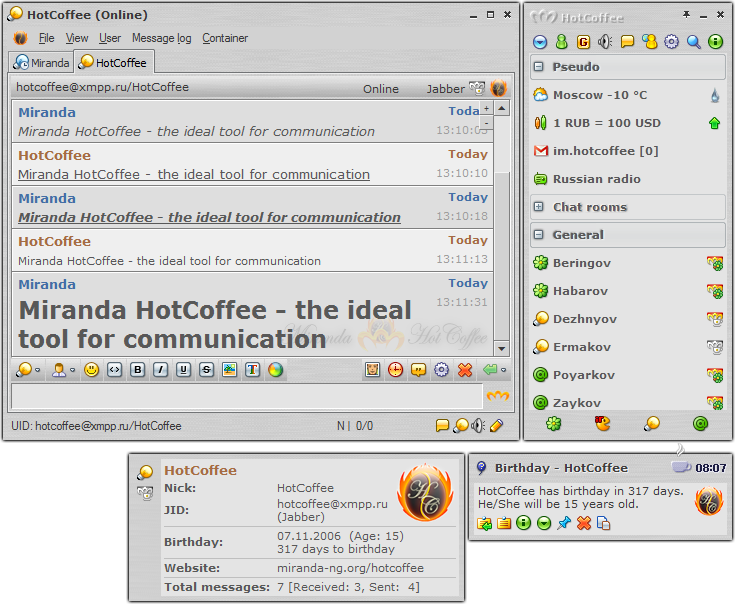 HotCoffee (Online)
File View User Message log Container
Miranda HotCoffee
hotcoffee@xmpp.ru/HotCoffee Online Jabber
Miranda Today
Miranda HotCoffee - the ideal tool for communication 13:10:05
HotCoffee Today
Miranda HotCoffee - the ideal tool for communication 13:10:10
Miranda Today
Miranda HotCoffee - the ideal tool for communication 13:10:18
HotCoffee Today
Miranda HotCoffee - the ideal tool for communication 13:11:13
Miranda Today
Miranda HotCoffee - the ideal 13:11:31
tool for communication
Miranda Hot Coffee
B I U S T
UID: hotcoffee@xmpp.ru/HotCoffee N | 0/0
HotCoffee
G
Pseudo
Moscow -10 °C
1 RUB = 100 USD
im.hotcoffee [0]
Russian radio
Chat rooms
General
Beringov
Habarov
Dezhnyov
Ermakov
Poyarkov
Zaykov
HotCoffee
Nick: HotCoffee
JID: hotcoffee@xmpp.ru
(Jabber)
Birthday: 07.11.2006 (Age: 15)
317 days to birthday
Website: miranda-ng.org/hotcoffee
Total messages: 7 [Received: 3, Sent: 4]
Birthday - HotCoffee 08:07
HotCoffee has birthday in 317 days.
He/She will be 15 years old.